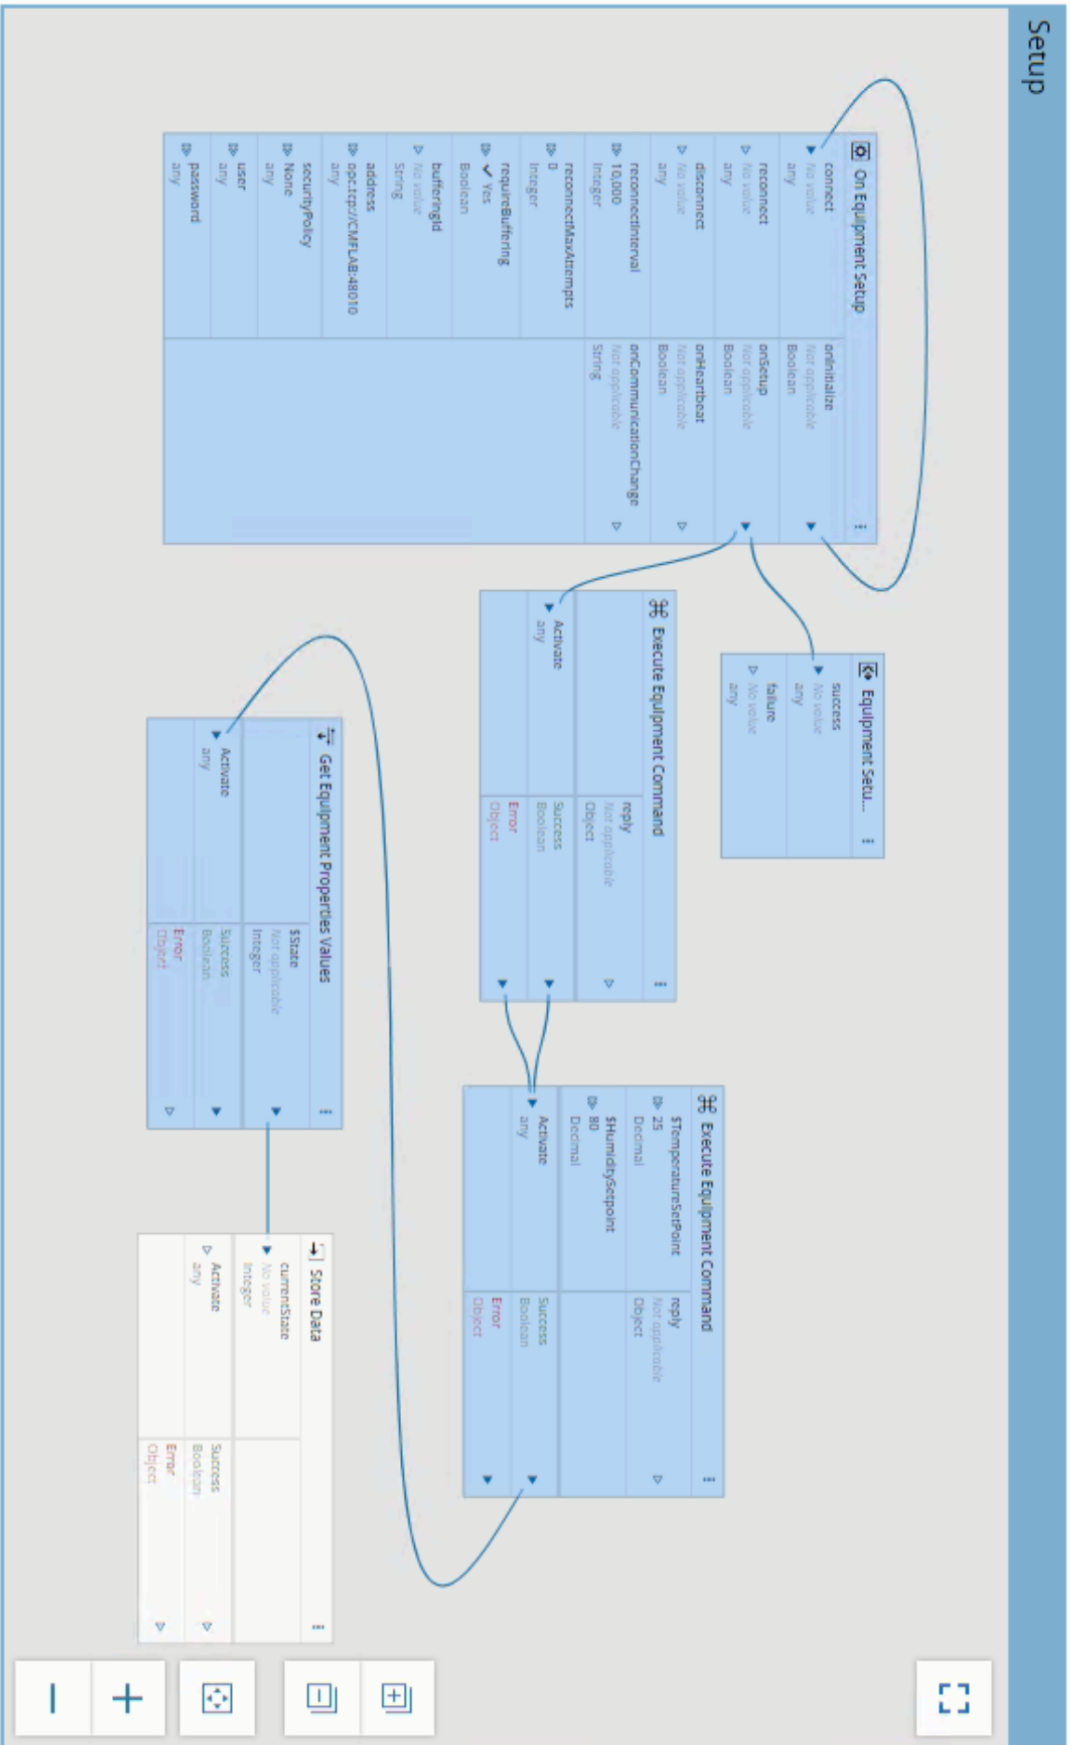 Setup
On Equipment Setup
connect
No value
any
onInitialize
Not applicable
Boolean
reconnect
No value
any
onSetup
Not applicable
Boolean
disconnect
No value
any
onHeartbeat
Not applicable
Boolean
reconnectInterval
10,000
Integer
onCommunicationChange
Not applicable
String
reconnectMaxAttempts
0
Integer
requireBuffering
Yes
Boolean
bufferingId
No value
String
address
opc.tcp://CMFLAB:48010
any
securityPolicy
None
any
user
any
password
any
Equipment Setu...
success
No value
any
failure
No value
any
Execute Equipment Command
reply
Not applicable
Object
Activate
any
Success
Boolean
Error
Object
Execute Equipment Command
$TemperatureSetPoint
25
Decimal
reply
Not applicable
Object
$HumiditySetpoint
80
Decimal
Activate
any
Success
Boolean
Error
Object
Get Equipment Properties Values
$State
Not applicable
Integer
Activate
any
Success
Boolean
Error
Object
Store Data
currentState
No value
Integer
Activate
any
Success
Boolean
Error
Object